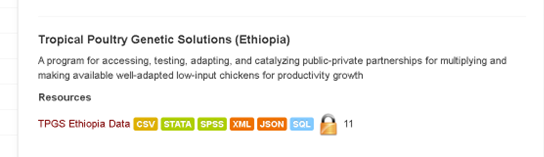 Tropical Poultry Genetic Solutions (Ethiopia)
A program for accessing, testing, adapting, and catalyzing public-private partnerships for multiplying and
making available well-adapted low-input chickens for productivity growth
Resources
TPGS Ethiopia Data CSV STATA SPSS XML JSON SQL 11